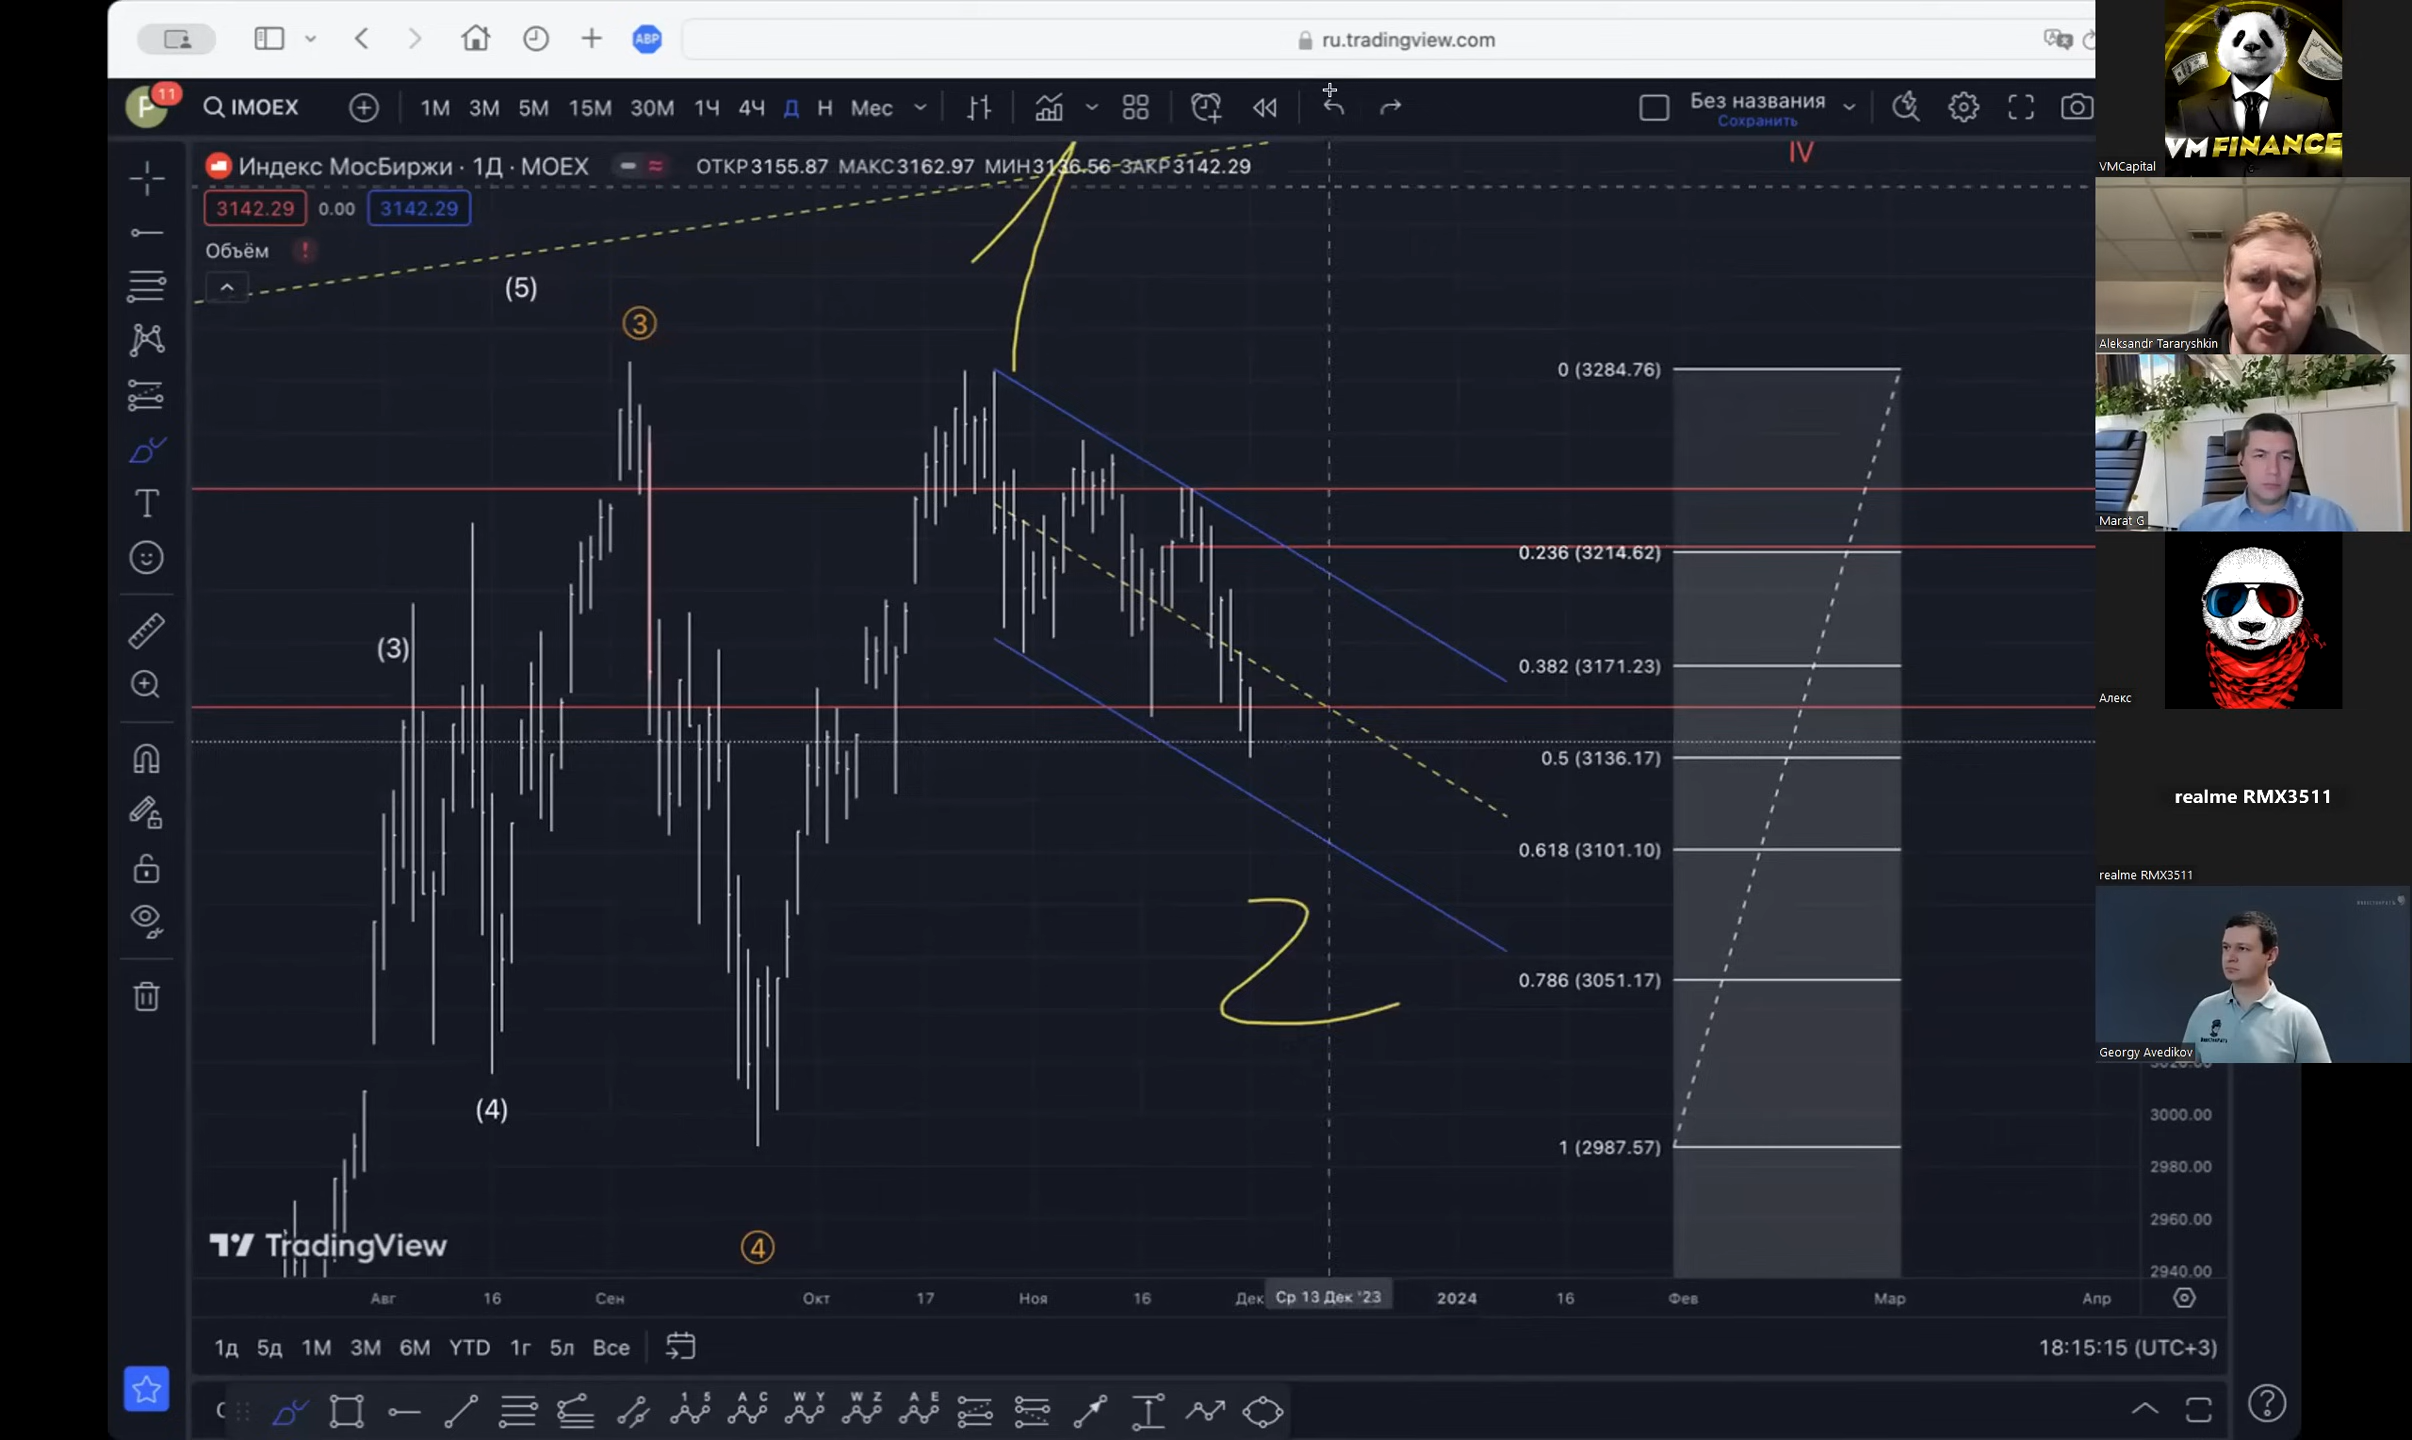 ABP
ru.tradingview.com
P
11
IMOEX
1М 3М 5М 15М 30М 1Ч 4Ч Д Н Мес
Без названия
Сохранить
Индекс МосБиржи · 1Д · MOEX
ОТКР3155.87 МАКС3162.97 МИН3136.56 ЗАКР3142.29
3142.29 0.00 3142.29
Объём
!
IV
(5)
3
(3)
(4)
4
1
2
0 (3284.76)
0.236 (3214.62)
0.382 (3171.23)
0.5 (3136.17)
0.618 (3101.10)
0.786 (3051.17)
1 (2987.57)
3000.00
2980.00
2960.00
2940.00
TradingView
Авг 16 Сен Окт 17 Ноя 16 Дек Ср 13 Дек '23 2024 16 Фев Мар Апр
1д 5д 1М 3М 6М YTD 1г 5л Все
18:15:15 (UTC+3)
1 5 A C W Y W Z A E
VM FINANCE
VMCapital
Aleksandr Tararyshkin
Marat G
Алекс
realme RMX3511
realme RMX3511
Georgy Avedikov